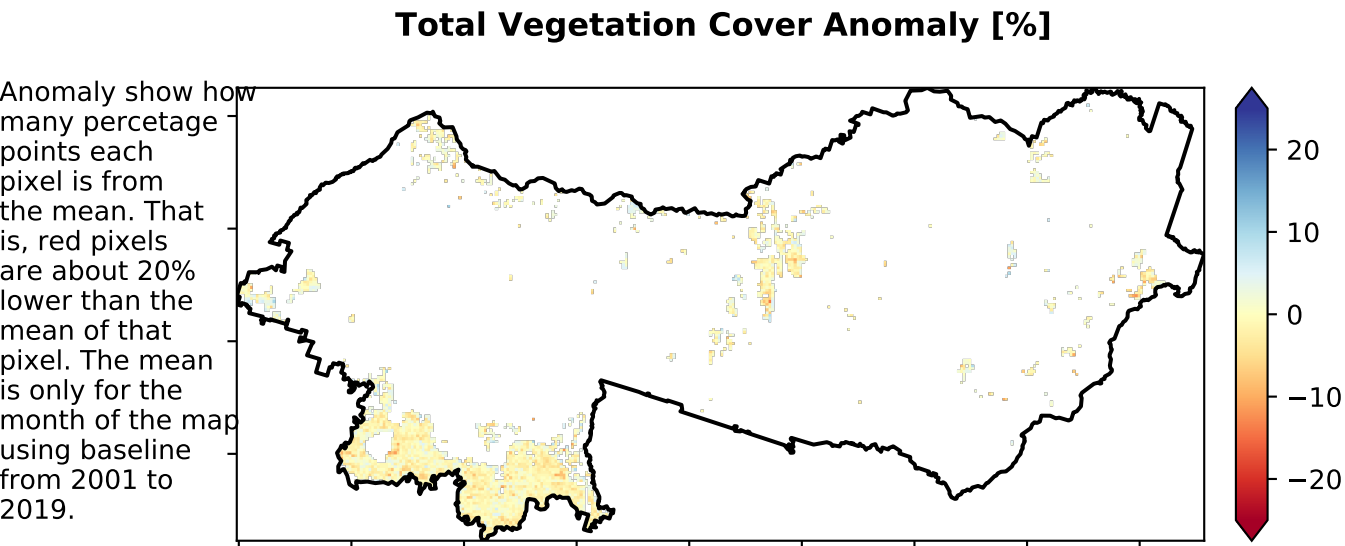 Total Vegetation Cover Anomaly [%]
Anomaly show how
many percetage
points each
pixel is from
the mean. That
is, red pixels
are about 20%
lower than the
mean of that
pixel. The mean
is only for the
month of the map
using baseline
from 2001 to
2019.
20
10
0
−10
−20